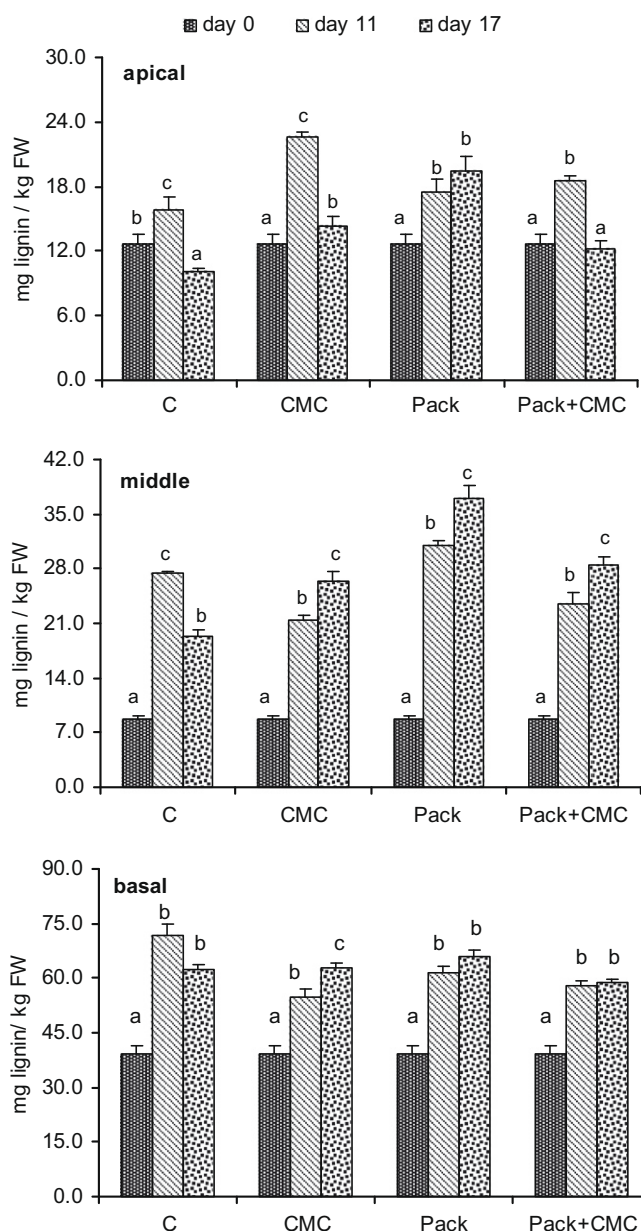 day 0 day 11 day 17
30.0
24.0
18.0
12.0
6.0
0.0
mg lignin / kg FW
apical
b c a
a c b
a b b
a b a
C CMC Pack Pack+CMC
42.0
35.0
28.0
21.0
14.0
7.0
0.0
mg lignin / kg FW
middle
a c b
a b c
a b c
a b c
C CMC Pack Pack+CMC
90.0
75.0
60.0
45.0
30.0
15.0
0.0
mg lignin/ kg FW
basal
a b b
a b c
a b b
a b b
C CMC Pack Pack+CMC